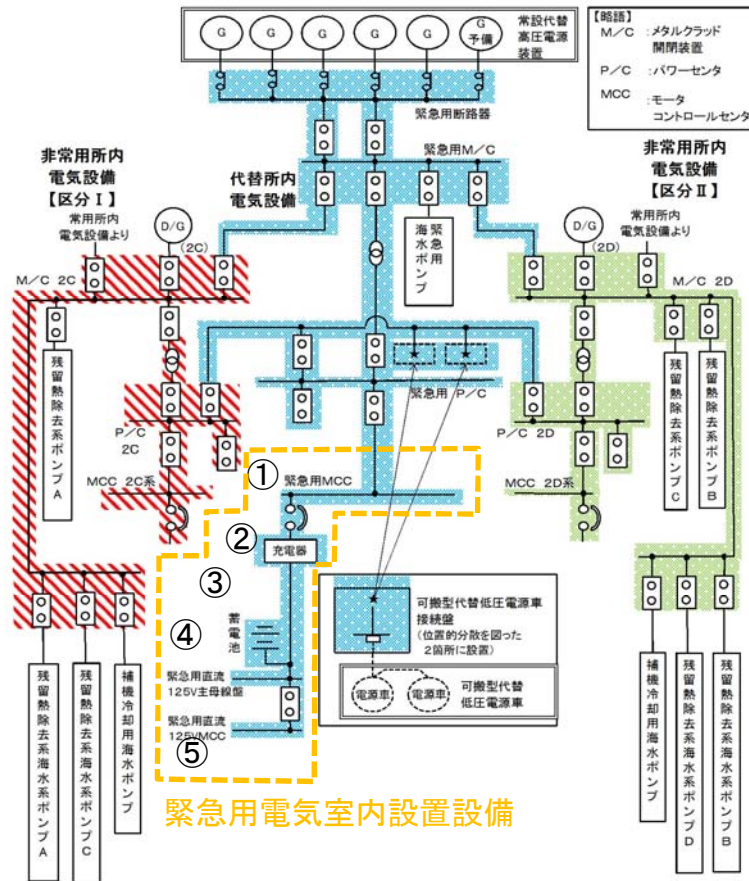 G
G
G
G
G
G
予備
常設代替
高圧電源
装置
【略語】
M/C :メタルクラッド
開閉装置
P/C :パワーセンタ
MCC :モータ
コントロールセンタ
緊急用断路器
緊急用M/C
非常用所内
電気設備
【区分Ⅰ】
代替所内
電気設備
非常用所内
電気設備
【区分Ⅱ】
常用所内
電気設備より
D/G
(2C)
緊急用
海水ポンプ
D/G
(2D)
常用所内
電気設備より
M/C 2C
M/C 2D
残留熱除去系ポンプA
残留熱除去系ポンプC
残留熱除去系ポンプB
緊急用 P/C
P/C
2C
P/C 2D
MCC 2C系
MCC 2D系
①
緊急用MCC
②
充電器
③
④
蓄電池
緊急用直流
125V主母線盤
緊急用直流
125VMCC
⑤
可搬型代替低圧電源車
接続盤
(位置的分散を図った
2箇所に設置)
電源車
電源車
可搬型代替
低圧電源車
残留熱除去系海水系ポンプA
残留熱除去系海水系ポンプC
補機冷却用海水ポンプ
補機冷却用海水ポンプ
残留熱除去系海水系ポンプD
残留熱除去系海水系ポンプB
緊急用電気室内設置設備